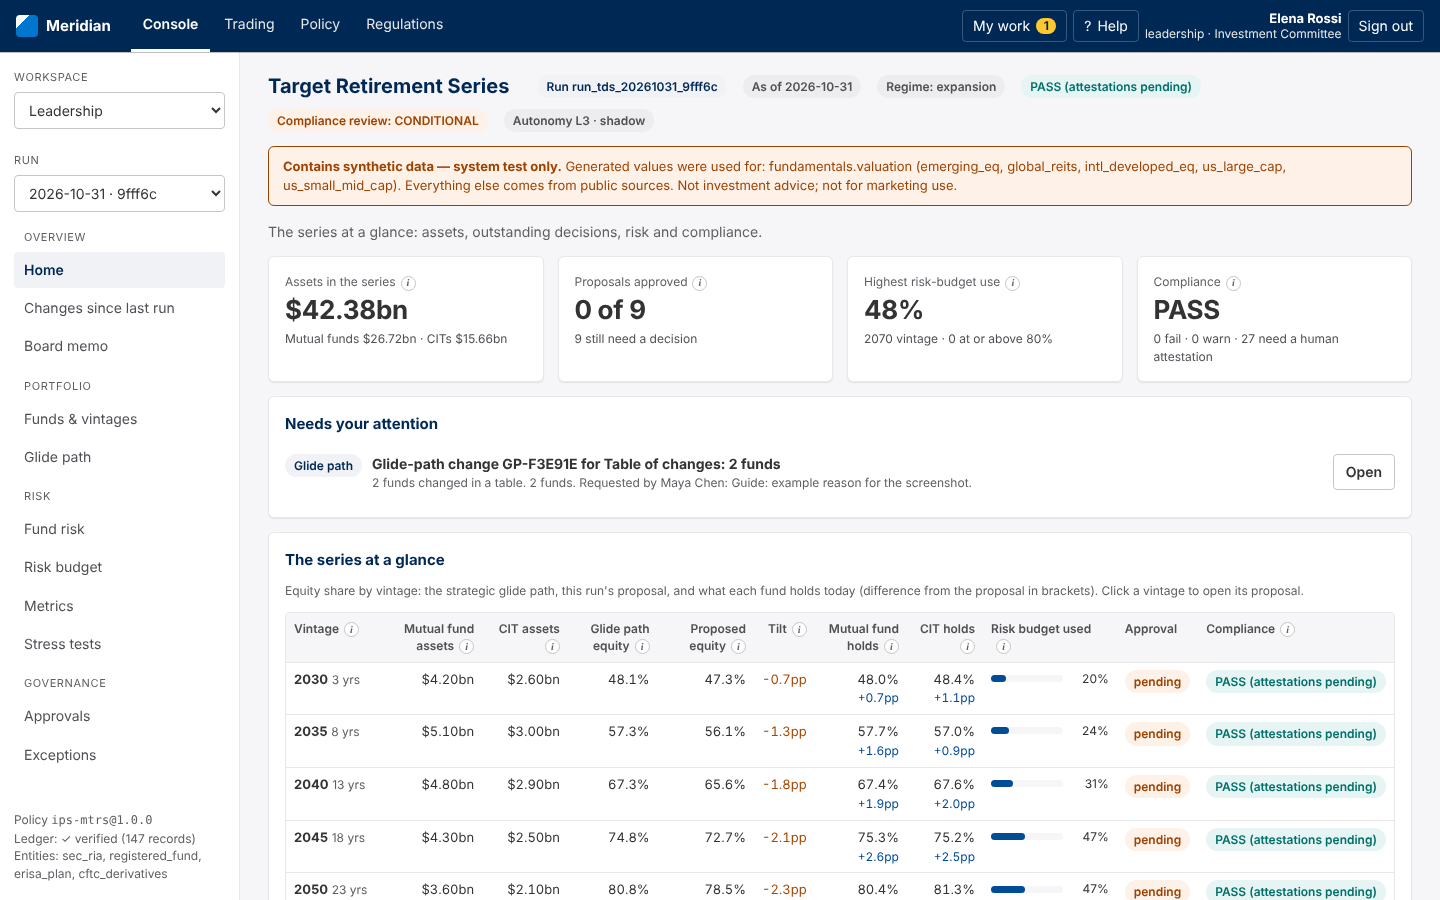 Meridian
Console Trading Policy Regulations
My work 1
? Help
Elena Rossi
leadership · Investment Committee
Sign out
WORKSPACE
Leadership
RUN
2026-10-31 · 9fff6c
OVERVIEW
Home
Changes since last run
Board memo
PORTFOLIO
Funds & vintages
Glide path
RISK
Fund risk
Risk budget
Metrics
Stress tests
GOVERNANCE
Approvals
Exceptions
Policy ips-mtrs@1.0.0
Ledger: ✓ verified (147 records)
Entities: sec_ria, registered_fund,
erisa_plan, cftc_derivatives
Target Retirement Series Run run_tds_20261031_9fff6c As of 2026-10-31 Regime: expansion PASS (attestations pending)
Compliance review: CONDITIONAL Autonomy L3 · shadow
Contains synthetic data — system test only. Generated values were used for: fundamentals.valuation (emerging_eq, global_reits, intl_developed_eq, us_large_cap,
us_small_mid_cap). Everything else comes from public sources. Not investment advice; not for marketing use.
The series at a glance: assets, outstanding decisions, risk and compliance.
Assets in the series i
$42.38bn
Mutual funds $26.72bn · CITs $15.66bn
Proposals approved i
0 of 9
9 still need a decision
Highest risk-budget use i
48%
2070 vintage · 0 at or above 80%
Compliance i
PASS
0 fail · 0 warn · 27 need a human
attestation
Needs your attention
Glide path Glide-path change GP-F3E91E for Table of changes: 2 funds
2 funds changed in a table. 2 funds. Requested by Maya Chen: Guide: example reason for the screenshot.
Open
The series at a glance
Equity share by vintage: the strategic glide path, this run's proposal, and what each fund holds today (difference from the proposal in brackets). Click a vintage to open its proposal.
Vintage i Mutual fund CIT assets Glide path Proposed Tilt i Mutual fund CIT holds Risk budget used Approval Compliance i
assets i i equity i equity i holds i i i
2030 3 yrs $4.20bn $2.60bn 48.1% 47.3% -0.7pp 48.0% 48.4% 20% pending PASS (attestations pending)
+0.7pp +1.1pp
2035 8 yrs $5.10bn $3.00bn 57.3% 56.1% -1.3pp 57.7% 57.0% 24% pending PASS (attestations pending)
+1.6pp +0.9pp
2040 13 yrs $4.80bn $2.90bn 67.3% 65.6% -1.8pp 67.4% 67.6% 31% pending PASS (attestations pending)
+1.9pp +2.0pp
2045 18 yrs $4.30bn $2.50bn 74.8% 72.7% -2.1pp 75.3% 75.2% 47% pending PASS (attestations pending)
+2.6pp +2.5pp
2050 23 yrs $3.60bn $2.10bn 80.8% 78.5% -2.3pp 80.4% 81.3% 47% pending PASS (attestations pending)